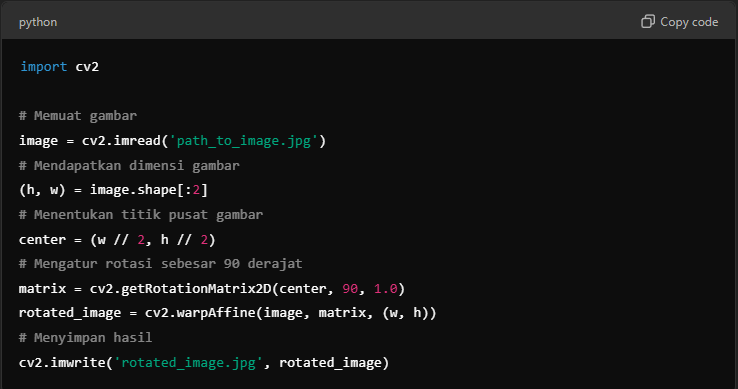 python
Copy code
import cv2
# Memuat gambar
image = cv2.imread('path_to_image.jpg')
# Mendapatkan dimensi gambar
(h, w) = image.shape[:2]
# Menentukan titik pusat gambar
center = (w // 2, h // 2)
# Mengatur rotasi sebesar 90 derajat
matrix = cv2.getRotationMatrix2D(center, 90, 1.0)
rotated_image = cv2.warpAffine(image, matrix, (w, h))
# Menyimpan hasil
cv2.imwrite('rotated_image.jpg', rotated_image)